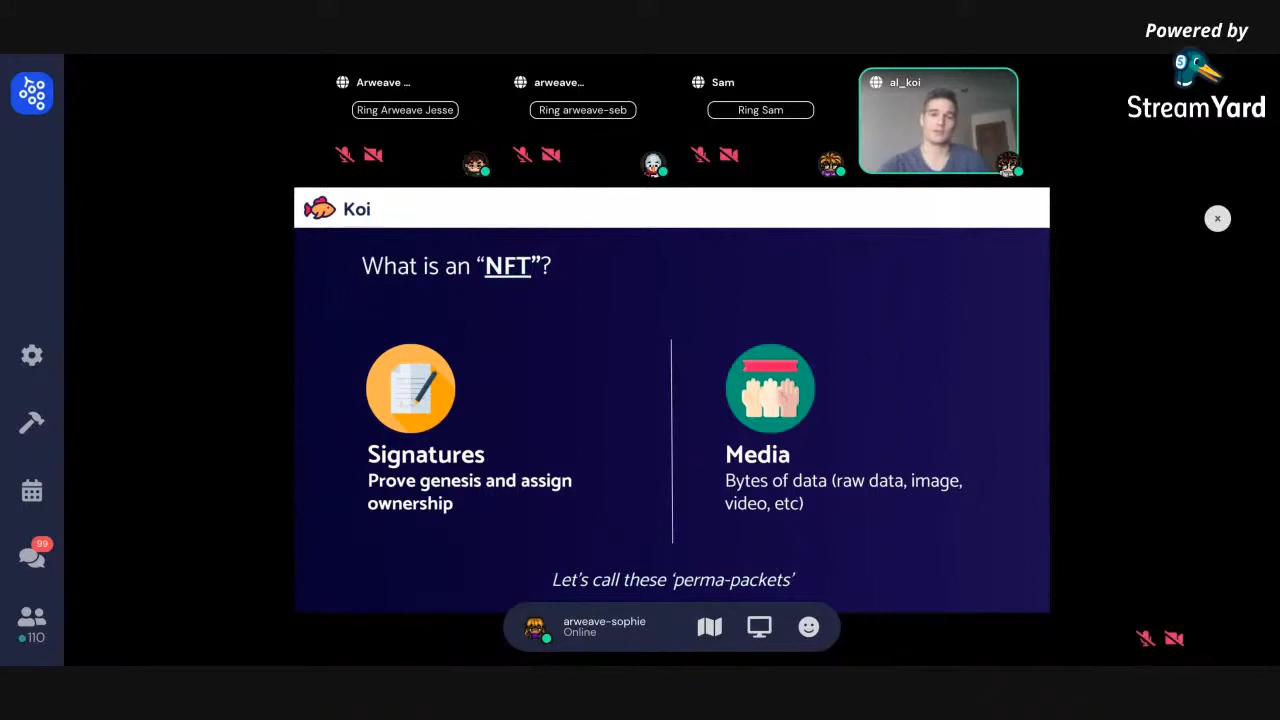 Powered by
StreamYard
Arweave ...
Ring Arweave Jesse
arweave...
Ring arweave-seb
Sam
Ring Sam
al_koi
Koi
What is an “NFT”?
Signatures
Prove genesis and assign
ownership
Media
Bytes of data (raw data, image,
video, etc)
Let's call these ‘perma-packets’
99
110
arweave-sophie
Online